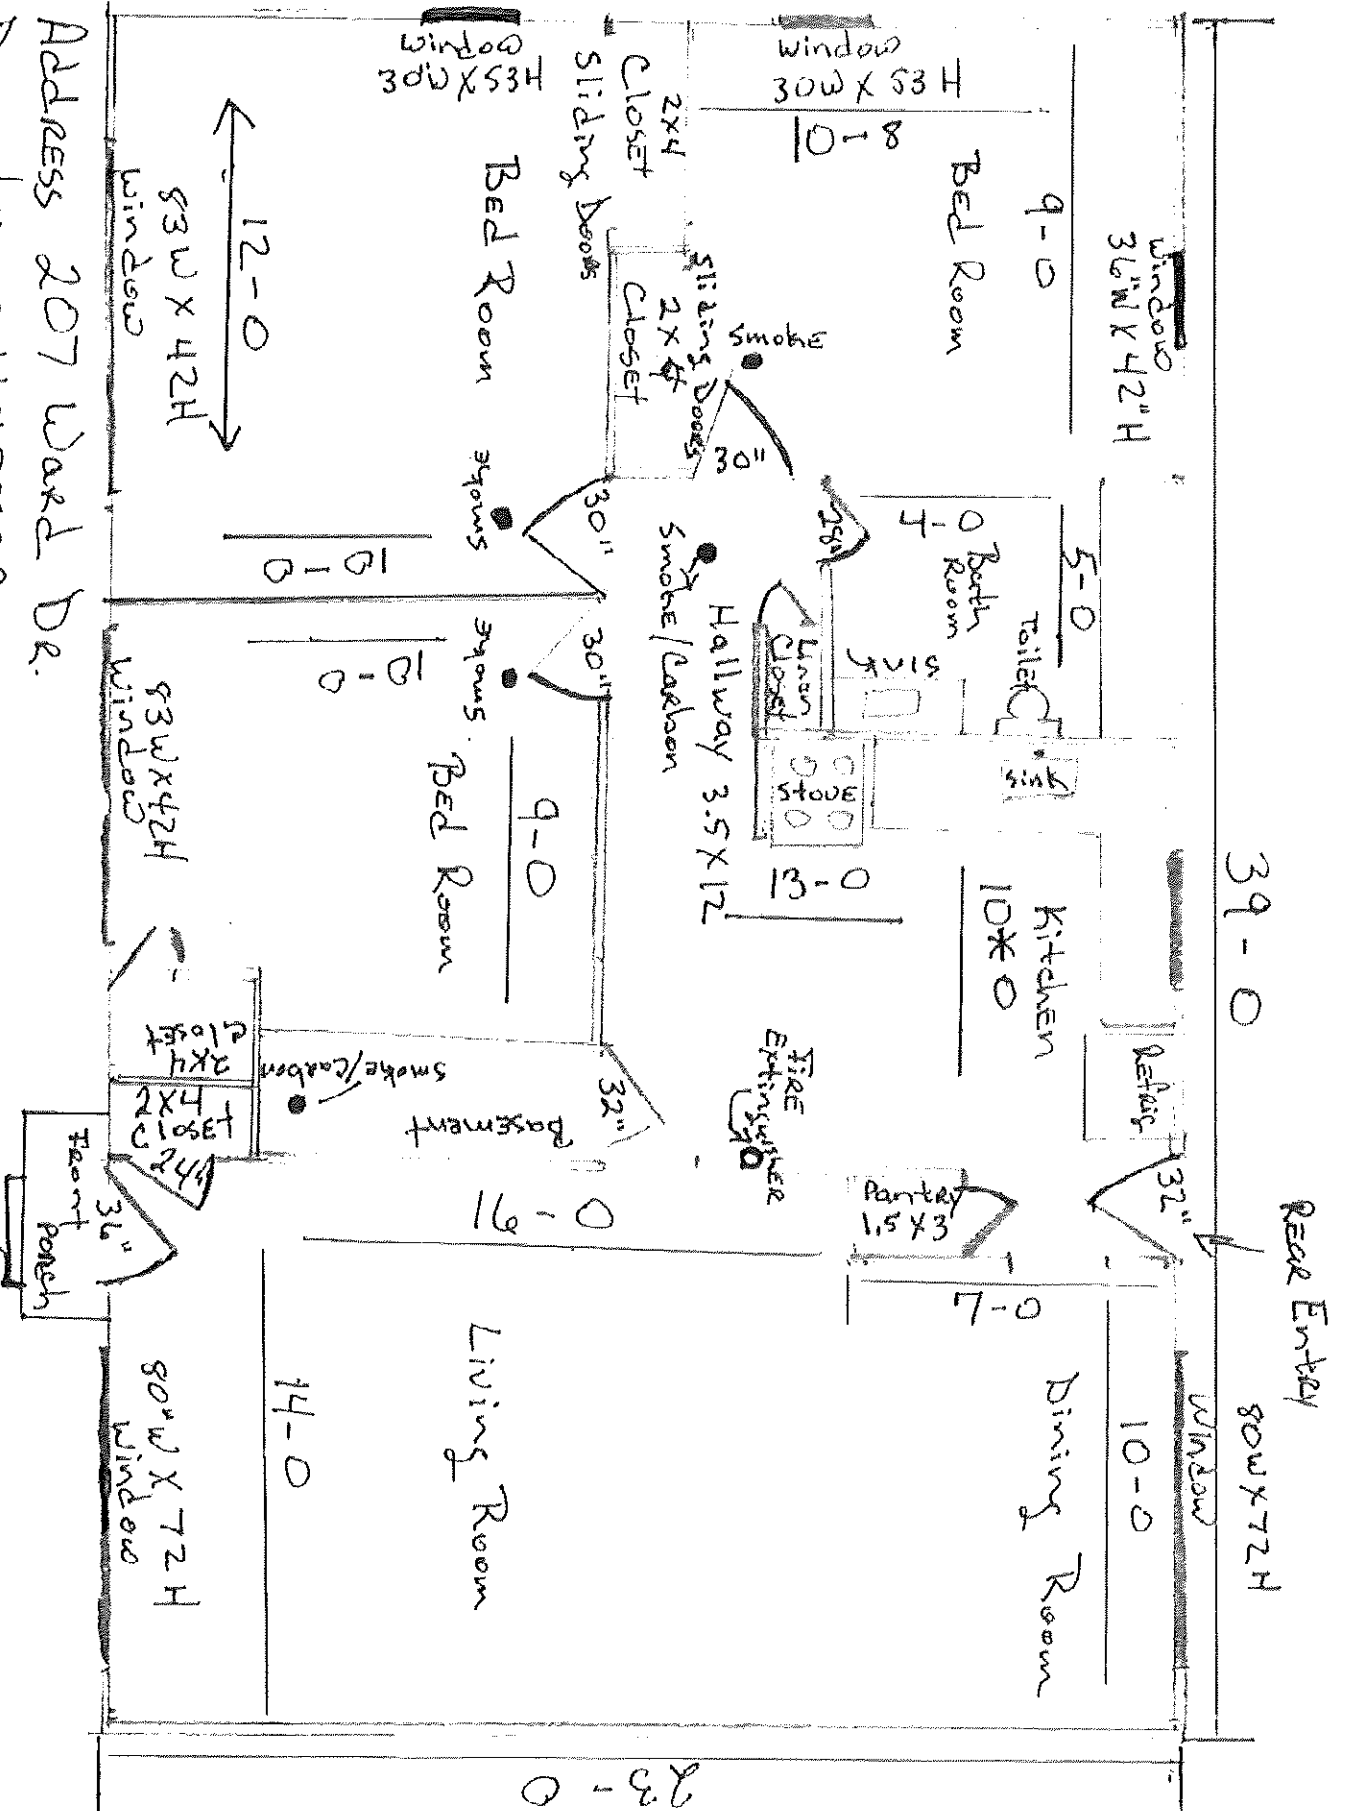 39-0
Rear Entry
80W X 72H
Window
window
36"W X 42"H
32"
Refrig
9-0
Bed Room
window
30W X 53H
10-8
smoke
30"
5-0
4-0
Bath
Room
Toilet
Sink
28"
Linen
Closet
sink
Stove
13-0
Kitchen
10*0
Fire
Extinguisher
Pantry
1.5 X 3
7-0
10-0
Dining Room
2X4
Closet
Sliding Doors
Sliding Doors
2X4
Closet
Smoke/Carbon
Hallway 3.5 X 12
window
30W X 53H
Bed Room
12-0
83W X 42H
window
smoke
30"
10-0
30"
smoke
10-0
9-0
Bed Room
83W X 42H
window
2X4
Closet
Smoke/Carbon
Basement
32"
2X4
Closet
24"
36"
Front
Porch
16-0
14-0
Living Room
80"W X 72H
window
23-0
Address 207 Ward Dr.